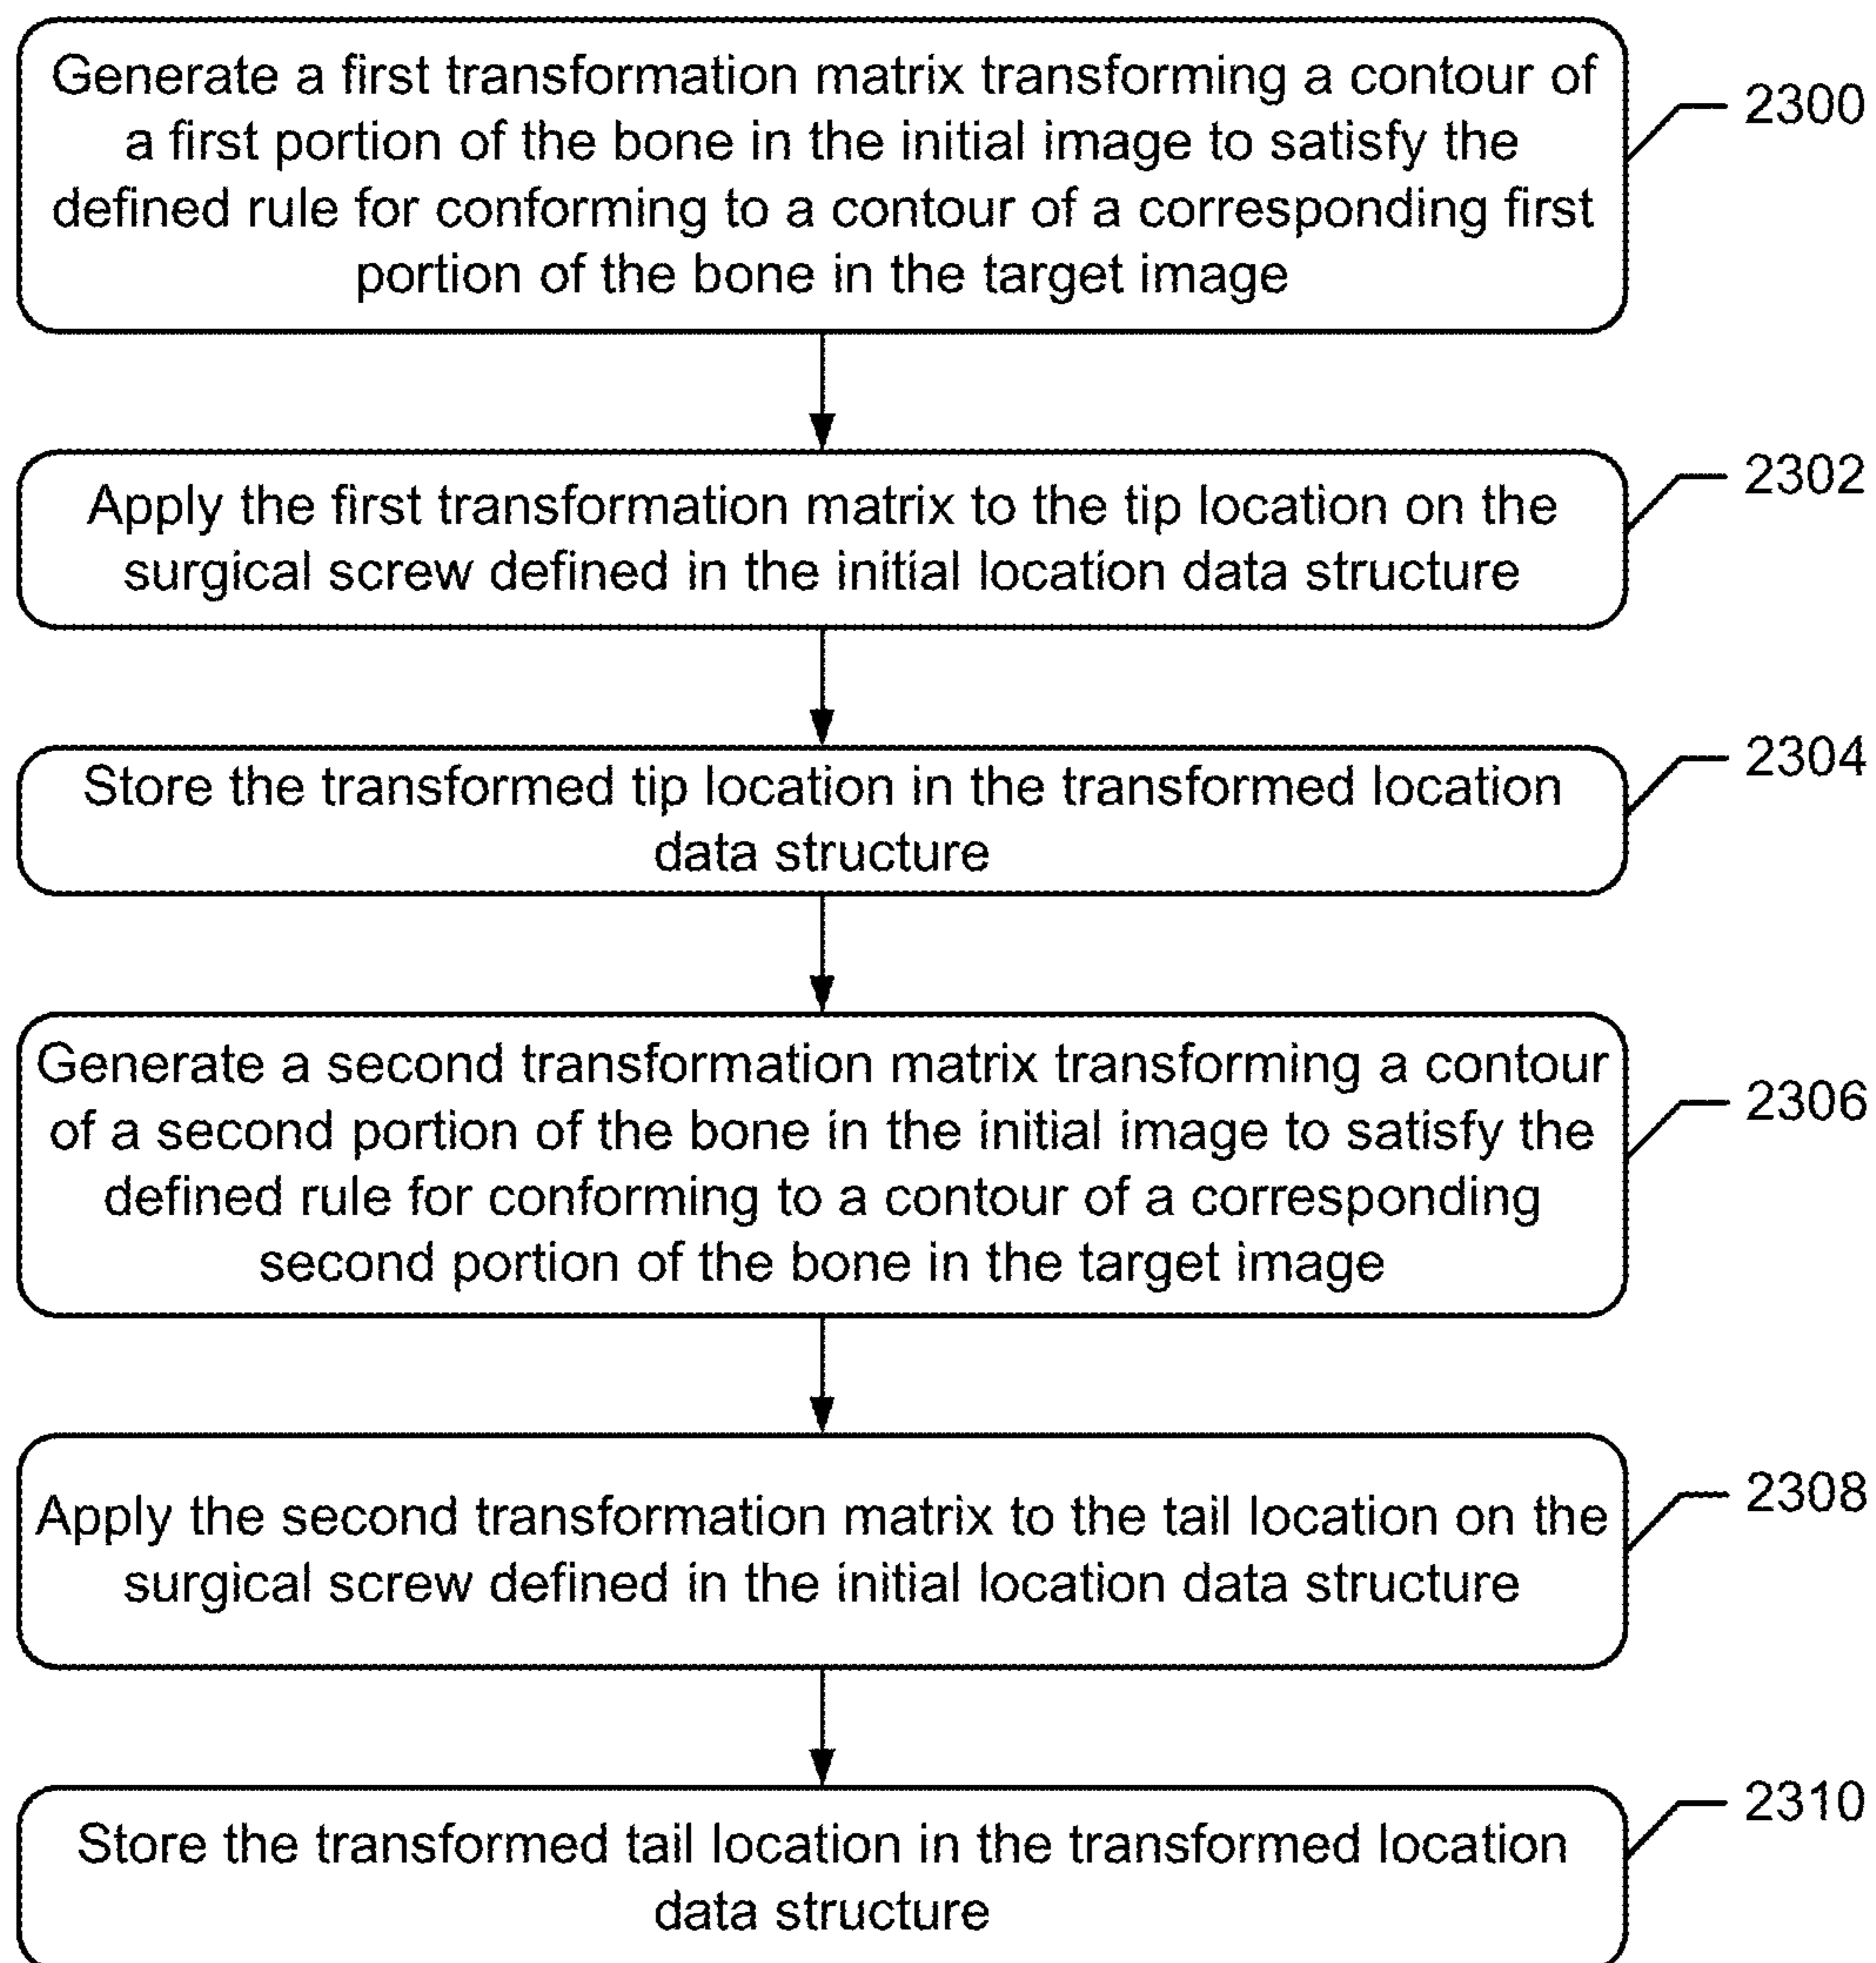 Generate a first transformation matrix transforming a contour of
a first portion of the bone in the initial image to satisfy the
defined rule for conforming to a contour of a corresponding first
portion of the bone in the target image
2300
Apply the first transformation matrix to the tip location on the
surgical screw defined in the initial location data structure
2302
Store the transformed tip location in the transformed location
data structure
2304
Generate a second transformation matrix transforming a contour
of a second portion of the bone in the initial image to satisfy the
defined rule for conforming to a contour of a corresponding
second portion of the bone in the target image
2306
Apply the second transformation matrix to the tail location on the
surgical screw defined in the initial location data structure
2308
Store the transformed tail location in the transformed location
data structure
2310